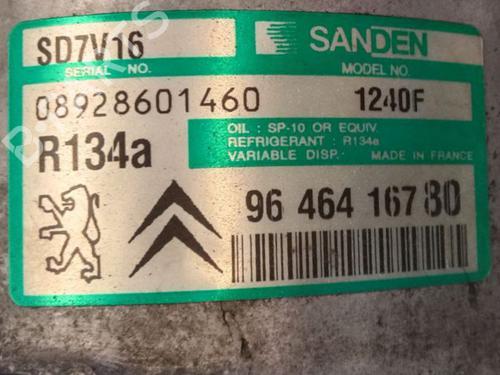 SD7V16
SANDEN
SERIAL NO.
MODEL NO.
08928601460
1240F
R134a
OIL : SP-10 OR EQUIV.
REFRIGERANT : R134a
VARIABLE DISP. MADE IN FRANCE
96 464 167 80